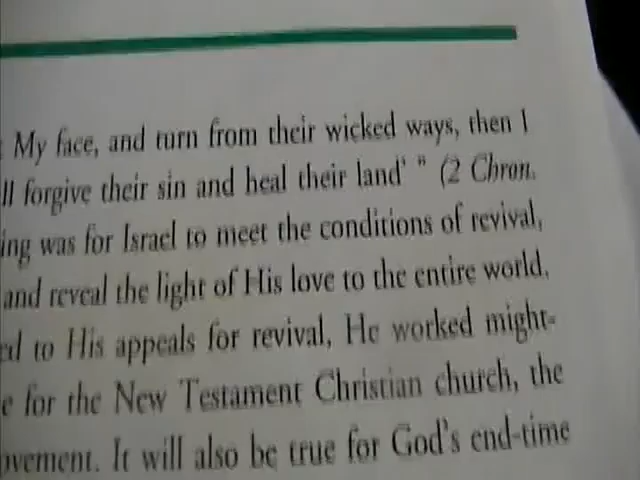 My face, and turn from their wicked ways, then I
ll forgive their sin and heal their land' " (2 Chron.
ing was for Israel to meet the conditions of revival,
and reveal the light of His love to the entire world.
ed to His appeals for revival, He worked might-
e for the New Testament Christian church, the
ovement. It will also be true for God's end-time